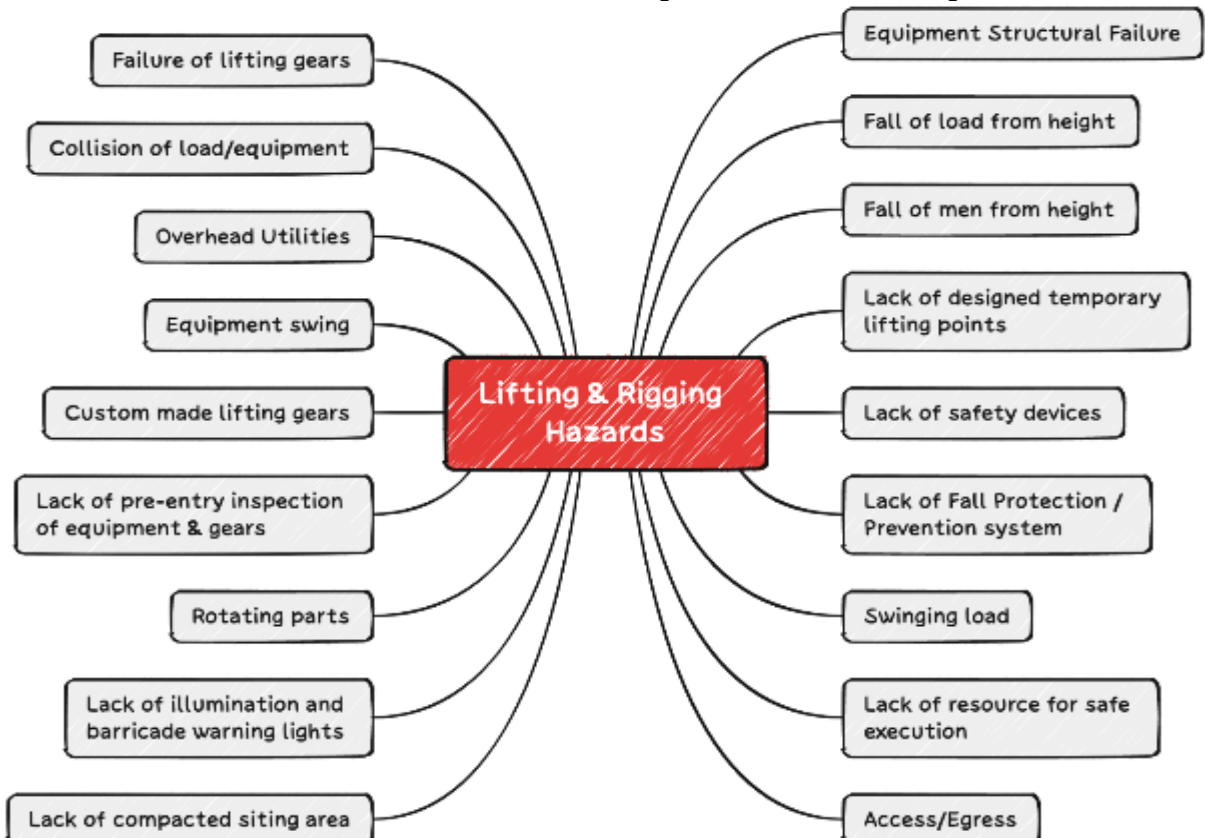 Failure of lifting gears
Collision of load/equipment
Overhead Utilities
Equipment swing
Custom made lifting gears
Lack of pre-entry inspection
of equipment & gears
Rotating parts
Lack of illumination and
barricade warning lights
Lack of compacted siting area
Lifting & Rigging
Hazards
Equipment Structural Failure
Fall of load from height
Fall of men from height
Lack of designed temporary
lifting points
Lack of safety devices
Lack of Fall Protection /
Prevention system
Swinging load
Lack of resource for safe
execution
Access/Egress